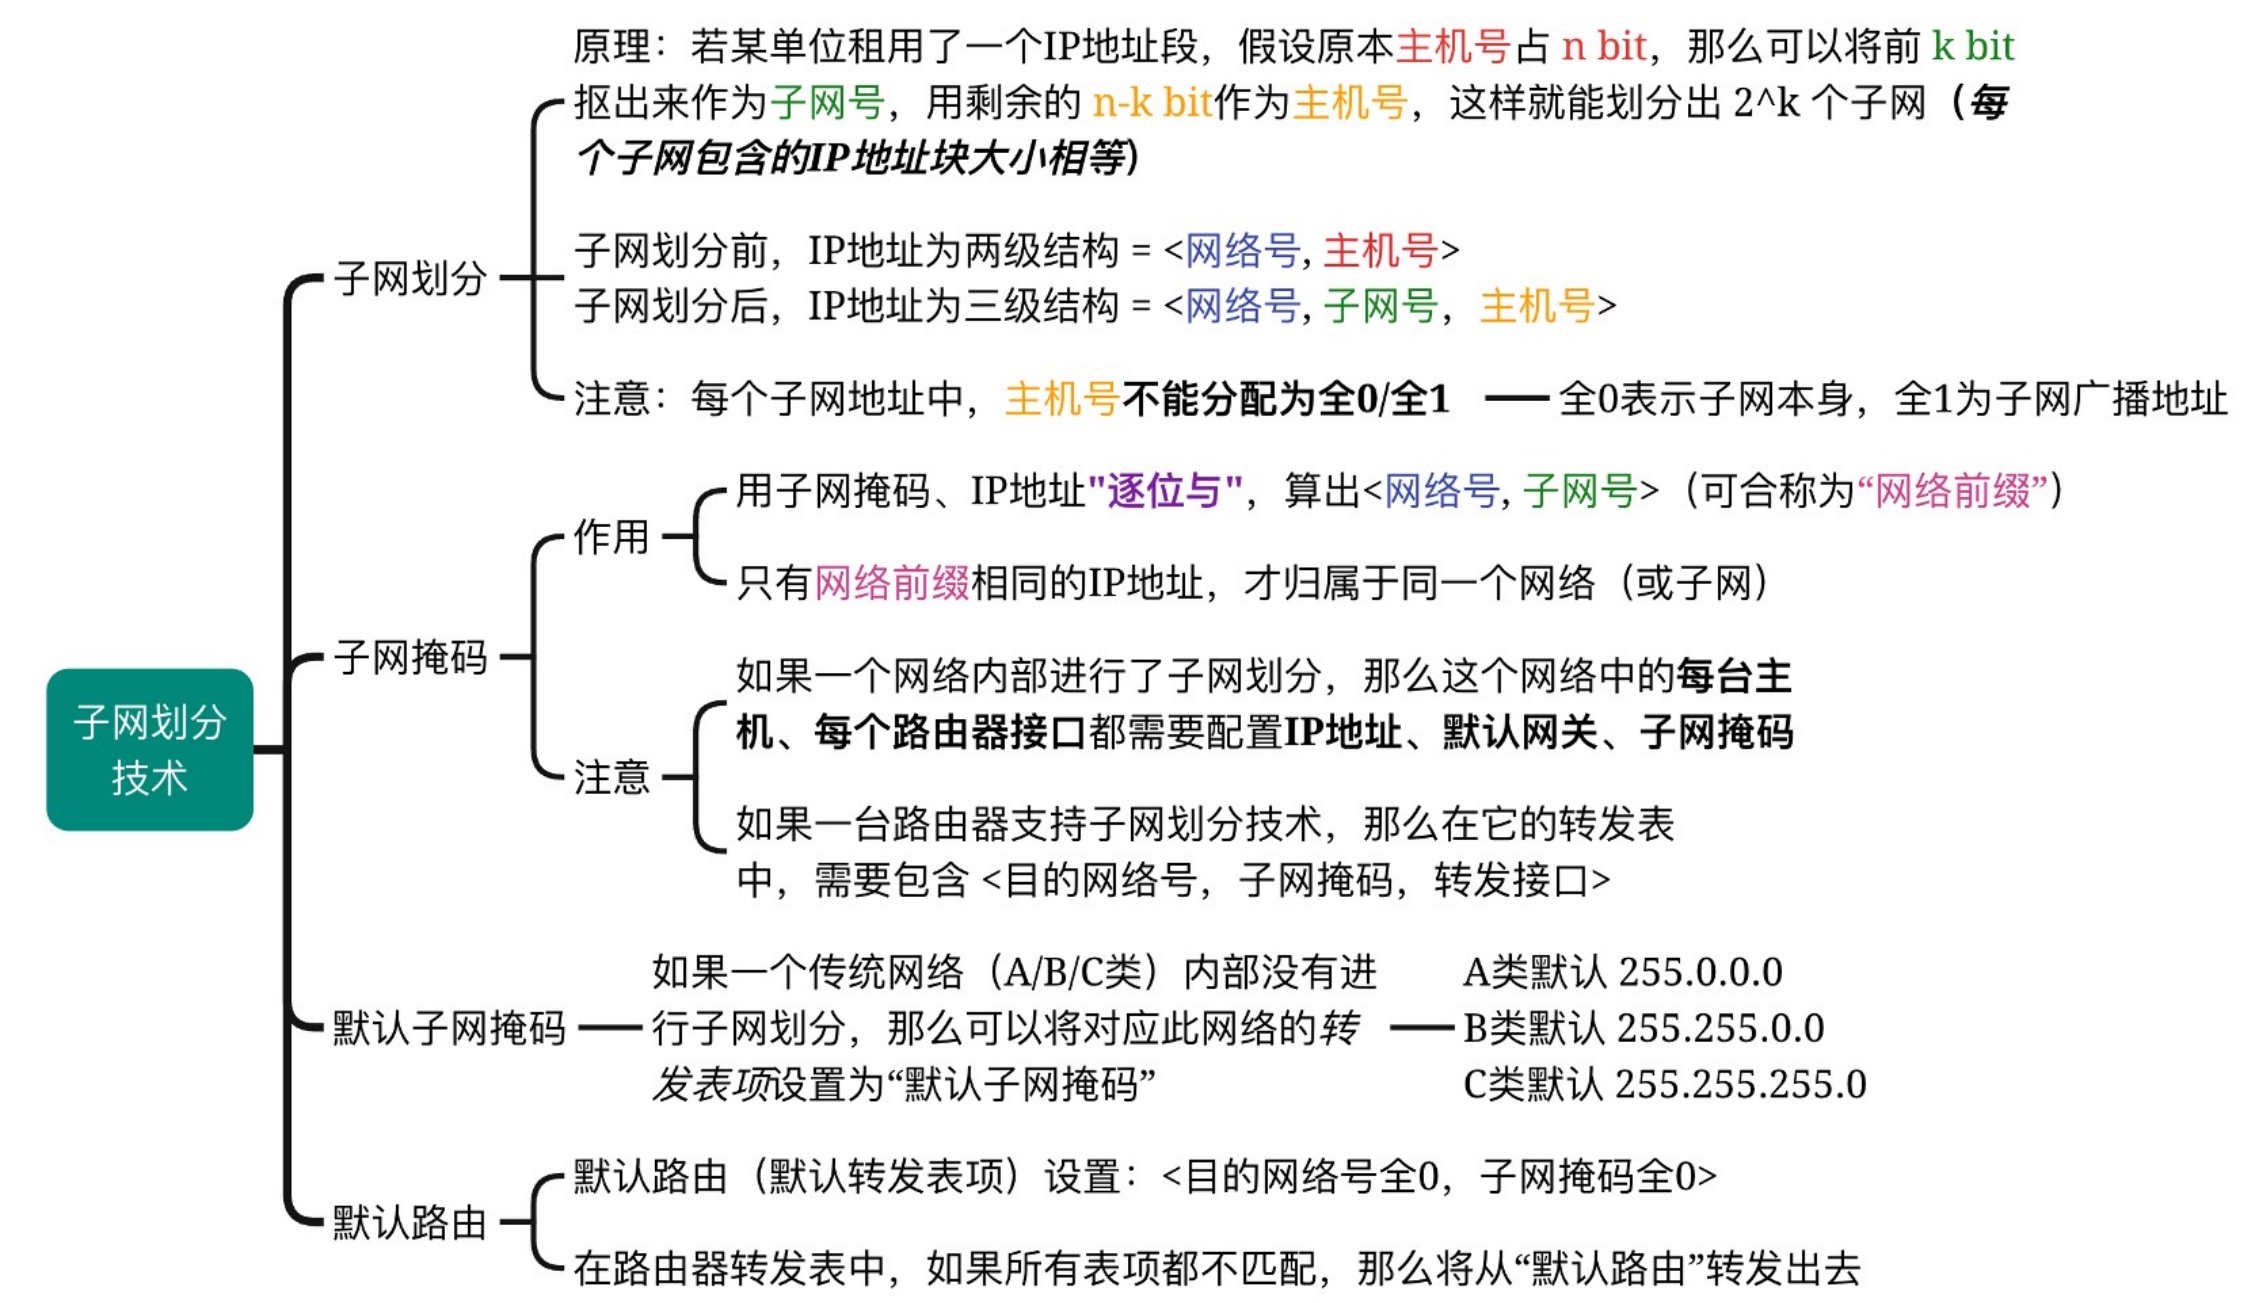 原理：若某单位租用了一个IP地址段，假设原本主机号占 n bit，那么可以将前 k bit
抠出来作为子网号，用剩余的 n-k bit作为主机号，这样就能划分出 2^k 个子网（每
个子网包含的IP地址块大小相等）
子网划分
子网划分前，IP地址为两级结构 = <网络号, 主机号>
子网划分后，IP地址为三级结构 = <网络号, 子网号，主机号>
注意：每个子网地址中，主机号不能分配为全0/全1
全0表示子网本身，全1为子网广播地址
子网划分
技术
子网掩码
作用
用子网掩码、IP地址"逐位与"，算出<网络号, 子网号>（可合称为“网络前缀”）
只有网络前缀相同的IP地址，才归属于同一个网络（或子网）
注意
如果一个网络内部进行了子网划分，那么这个网络中的每台主
机、每个路由器接口都需要配置IP地址、默认网关、子网掩码
如果一台路由器支持子网划分技术，那么在它的转发表
中，需要包含 <目的网络号，子网掩码，转发接口>
默认子网掩码
如果一个传统网络（A/B/C类）内部没有进
行子网划分，那么可以将对应此网络的转
发表项设置为“默认子网掩码”
A类默认 255.0.0.0
B类默认 255.255.0.0
C类默认 255.255.255.0
默认路由
默认路由（默认转发表项）设置：<目的网络号全0，子网掩码全0>
在路由器转发表中，如果所有表项都不匹配，那么将从“默认路由”转发出去